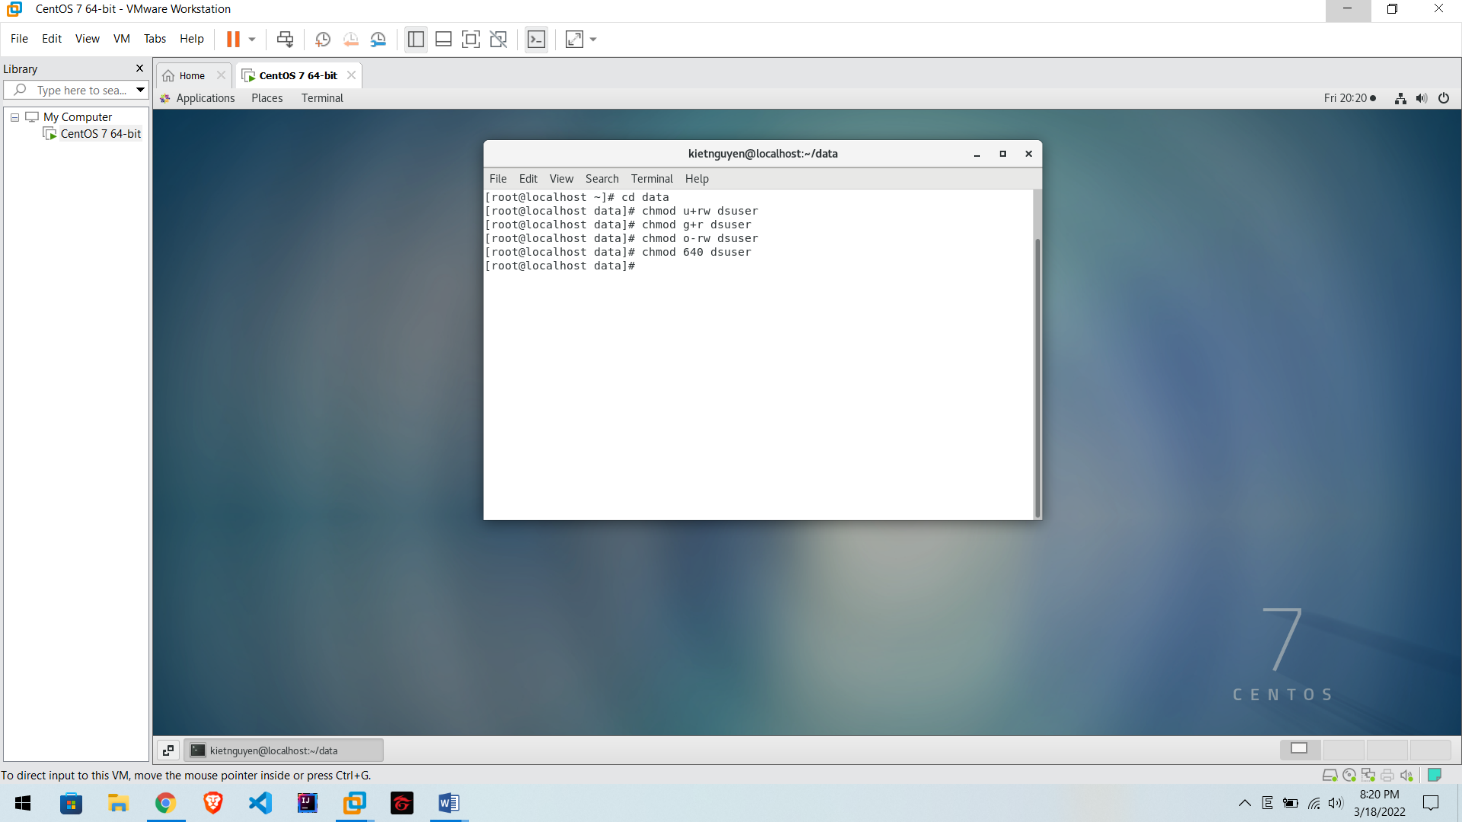 CentOS 7 64-bit - VMware Workstation
File Edit View VM Tabs Help
Library
Type here to sea...
My Computer
CentOS 7 64-bit
Home
CentOS 7 64-bit
Applications Places Terminal
Fri 20:20
kietnguyen@localhost:~/data
File Edit View Search Terminal Help
[root@localhost ~]# cd data
[root@localhost data]# chmod u+rw dsuser
[root@localhost data]# chmod g+r dsuser
[root@localhost data]# chmod o-rw dsuser
[root@localhost data]# chmod 640 dsuser
[root@localhost data]#
7
CENTOS
kietnguyen@localhost:~/data
To direct input to this VM, move the mouse pointer inside or press Ctrl+G.
8:20 PM
3/18/2022